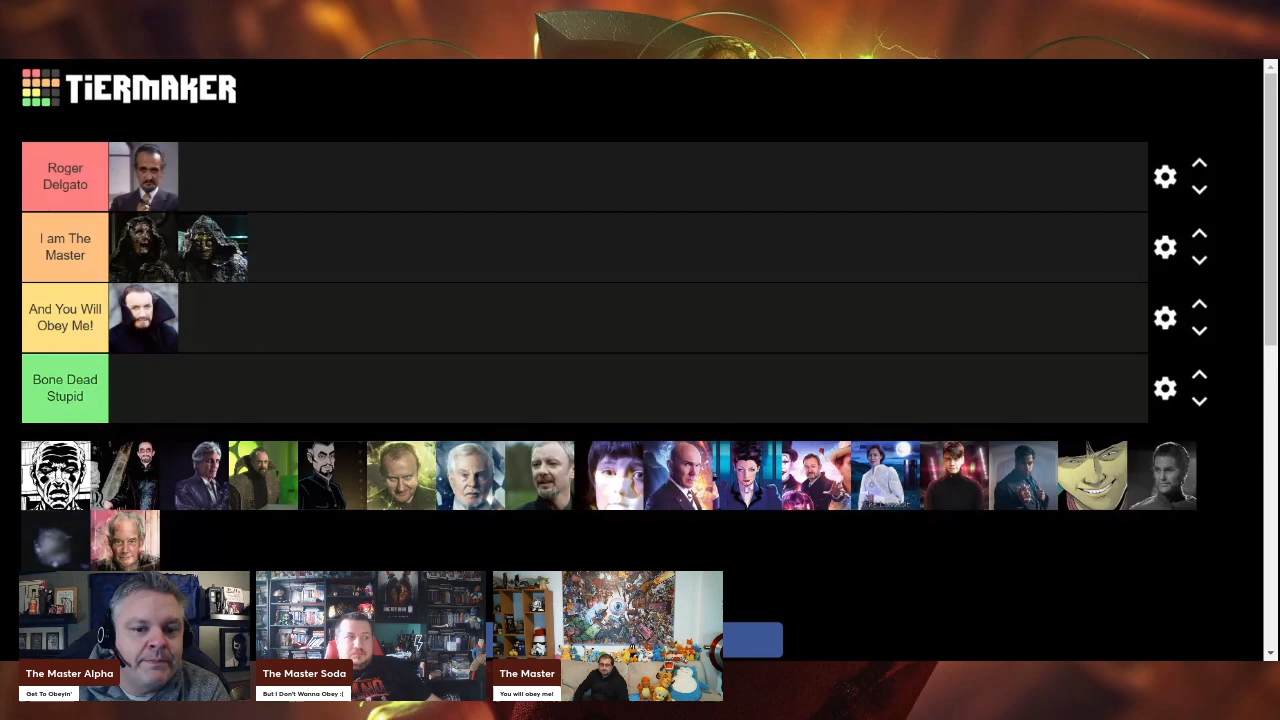 TiERMAKER
Roger
Delgato
I am The
Master
And You Will
Obey Me!
Bone Dead
Stupid
The Master Alpha
Get To Obeyin'
The Master Soda
But I Don't Wanna Obey :(
The Master
You will obey me!